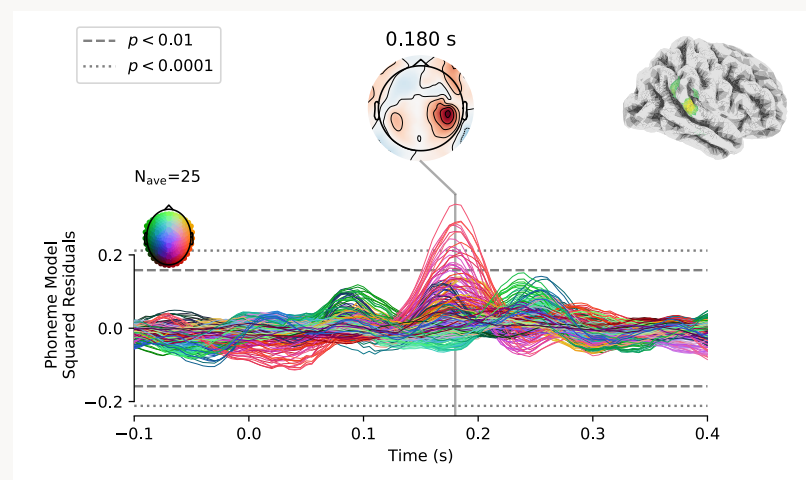 p < 0.01
p < 0.0001
0.180 s
N_ave=25
Phoneme Model
Squared Residuals
0.2
0.0
−0.2
−0.1 0.0 0.1 0.2 0.3 0.4
Time (s)